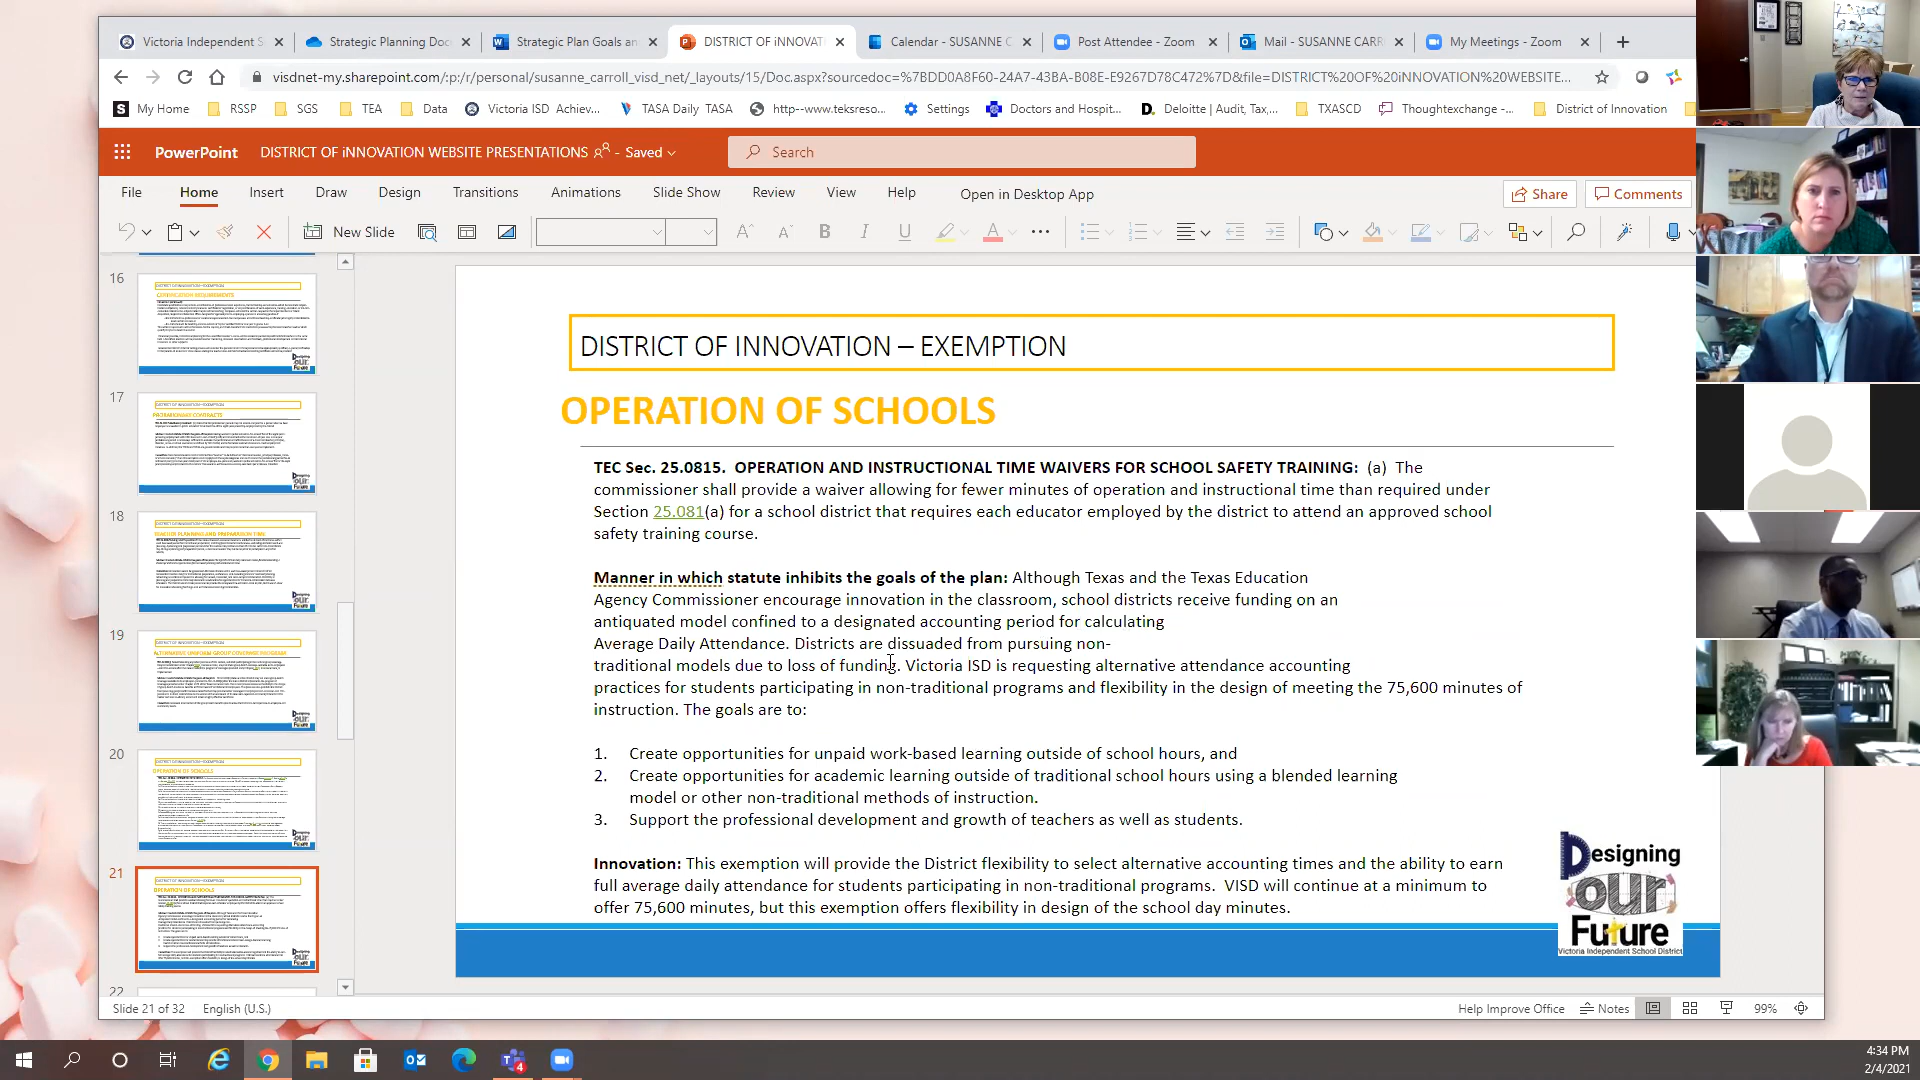 Victoria Independent S
Strategic Planning Doc
Strategic Plan Goals an
DISTRICT OF iNNOVAT
Calendar - SUSANNE C
Post Attendee - Zoom
Mail - SUSANNE CARR
My Meetings - Zoom
visdnet-my.sharepoint.com/:p:/r/personal/susanne_carroll_visd_net/_layouts/15/Doc.aspx?sourcedoc=%7BDD0A8F60-24A7-43BA-B08E-E9267D78C472%7D&file=DISTRICT%20OF%20iNNOVATION%20WEBSITE...
My Home
RSSP
SGS
TEA
Data
Victoria ISD Achiev...
TASA Daily TASA
http--www.teksreso...
Settings
Doctors and Hospit...
Deloitte | Audit, Tax,...
TXASCD
Thoughtexchange -...
District of Innovation
PowerPoint
DISTRICT OF iNNOVATION WEBSITE PRESENTATIONS - Saved
Search
File Home Insert Draw Design Transitions Animations Slide Show Review View Help Open in Desktop App
Share
Comments
New Slide
16
17
18
19
20
21
22
DISTRICT OF INNOVATION – EXEMPTION
OPERATION OF SCHOOLS
TEC Sec. 25.0815. OPERATION AND INSTRUCTIONAL TIME WAIVERS FOR SCHOOL SAFETY TRAINING: (a) The
commissioner shall provide a waiver allowing for fewer minutes of operation and instructional time than required under
Section 25.081(a) for a school district that requires each educator employed by the district to attend an approved school
safety training course.
Manner in which statute inhibits the goals of the plan: Although Texas and the Texas Education
Agency Commissioner encourage innovation in the classroom, school districts receive funding on an
antiquated model confined to a designated accounting period for calculating
Average Daily Attendance. Districts are dissuaded from pursuing non-
traditional models due to loss of funding. Victoria ISD is requesting alternative attendance accounting
practices for students participating in non-traditional programs and flexibility in the design of meeting the 75,600 minutes of
instruction. The goals are to:
1. Create opportunities for unpaid work-based learning outside of school hours, and
2. Create opportunities for academic learning outside of traditional school hours using a blended learning
model or other non-traditional methods of instruction.
3. Support the professional development and growth of teachers as well as students.
Innovation: This exemption will provide the District flexibility to select alternative accounting times and the ability to earn
full average daily attendance for students participating in non-traditional programs. VISD will continue at a minimum to
offer 75,600 minutes, but this exemption offers flexibility in design of the school day minutes.
Designing
our
Future
Victoria Independent School District
Slide 21 of 32
English (U.S.)
Help Improve Office
Notes
99%
4:34 PM
2/4/2021